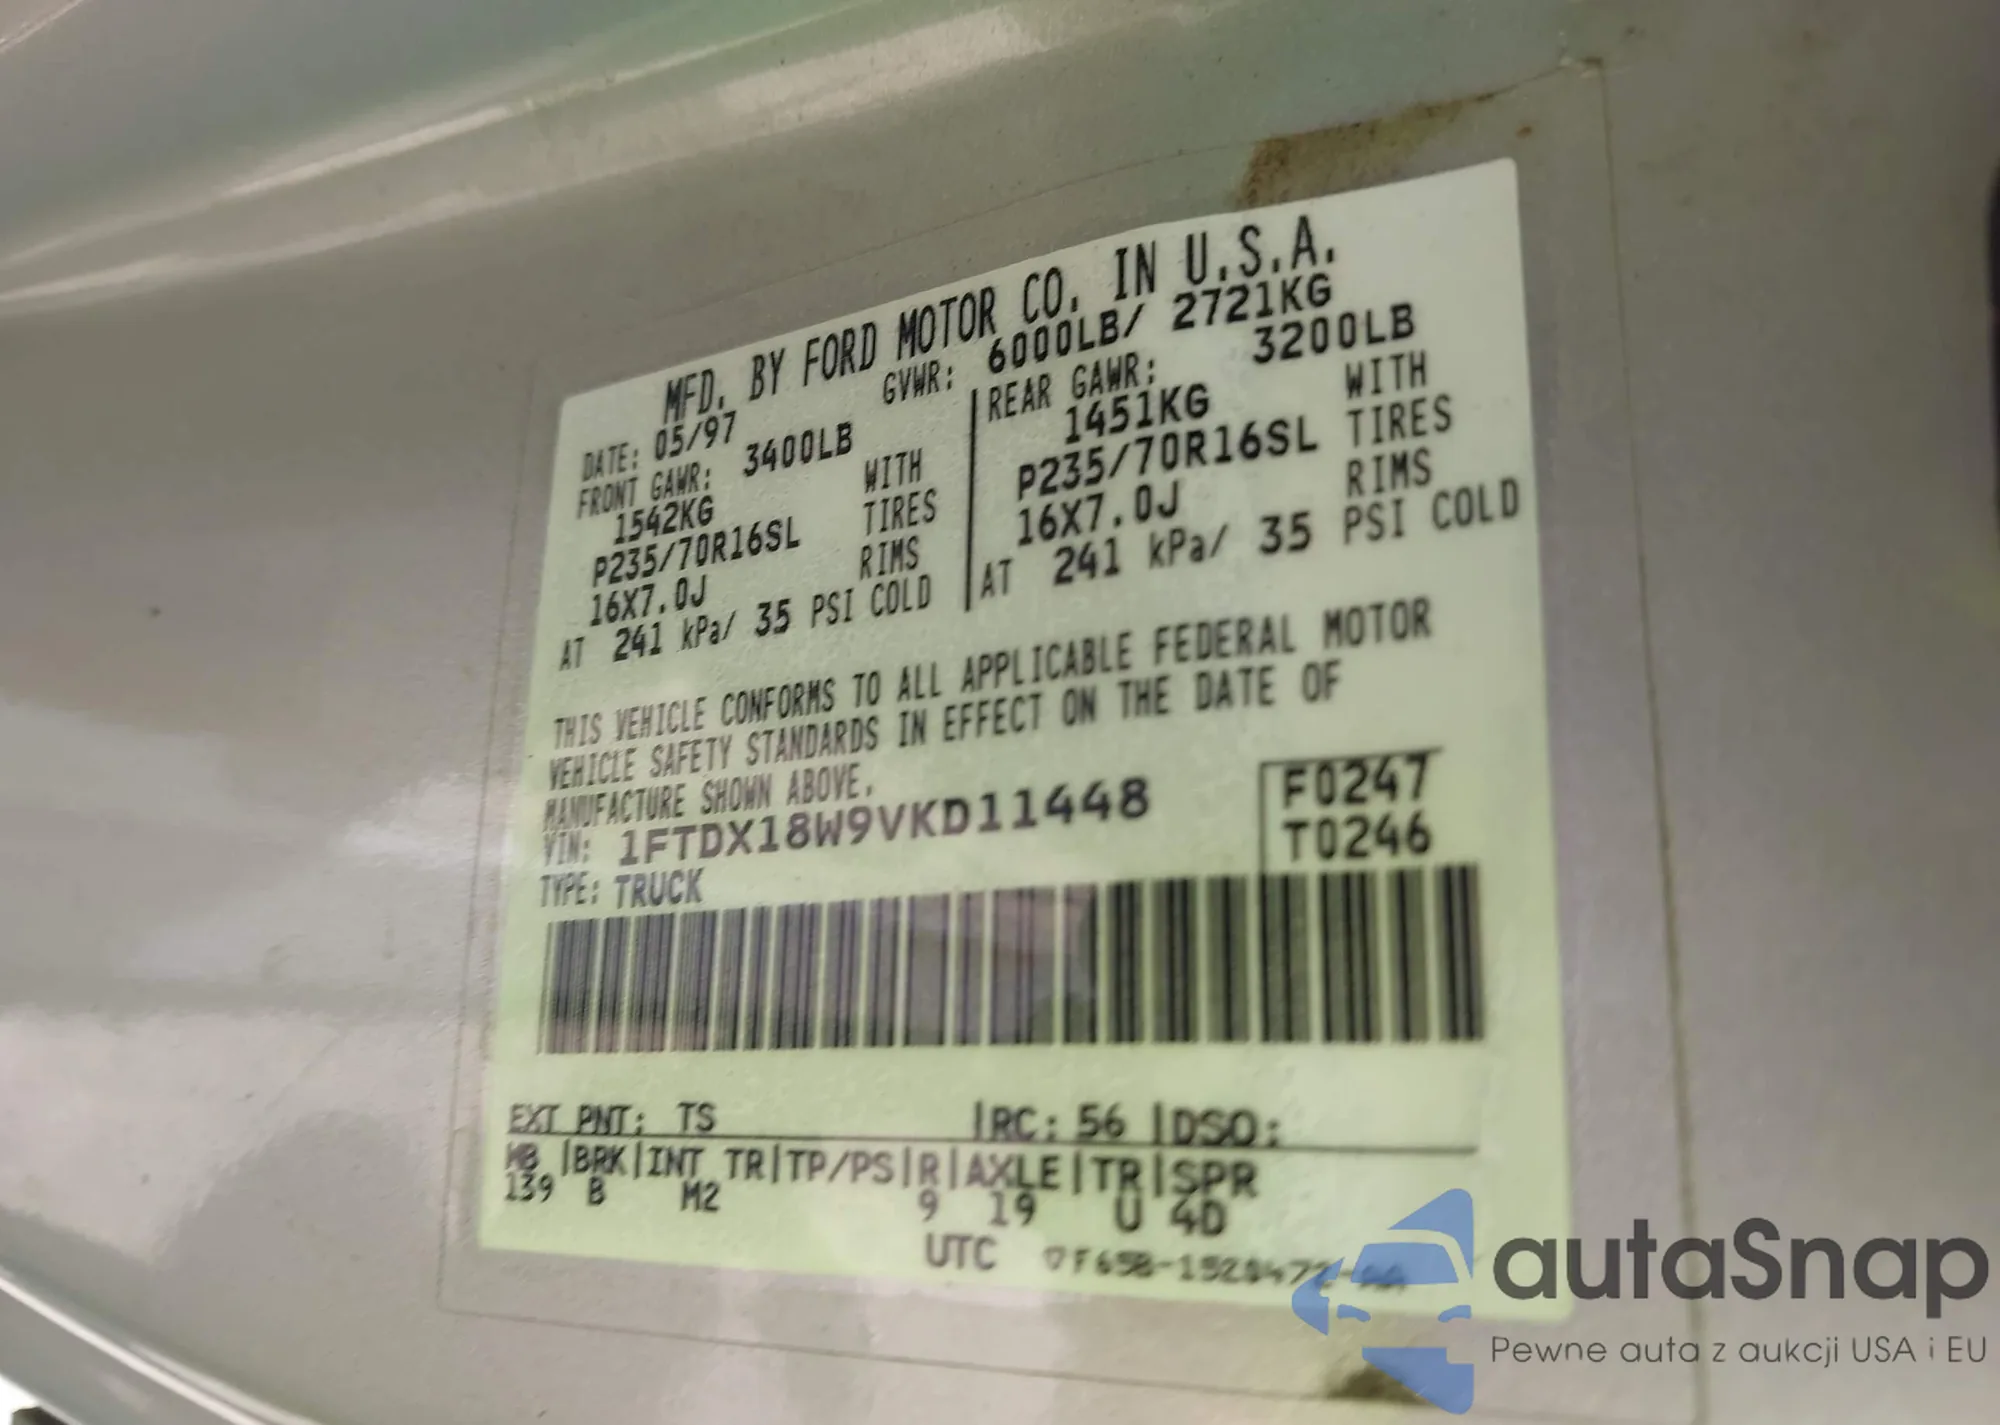 MFD. BY FORD MOTOR CO. IN U.S.A.
DATE: 05/97 GVWR: 6000LB/ 2721KG
FRONT GAWR: 3400LB
1542KG WITH
P235/70R16SL TIRES
16X7.0J RIMS
AT 241 kPa/ 35 PSI COLD
REAR GAWR: 3200LB
1451KG WITH
P235/70R16SL TIRES
16X7.0J RIMS
AT 241 kPa/ 35 PSI COLD
THIS VEHICLE CONFORMS TO ALL APPLICABLE FEDERAL MOTOR
VEHICLE SAFETY STANDARDS IN EFFECT ON THE DATE OF
MANUFACTURE SHOWN ABOVE.
VIN: 1FTDX18W9VKD11448
TYPE: TRUCK
F0247
T0246
EXT PNT: TS |RC: 56 |DSO:
WB |BRK|INT TR|TP/PS|R|AXLE|TR|SPR
139 B M2 9 19 U 4D
UTC
autaSnap
Pewne auta z aukcji USA i EU